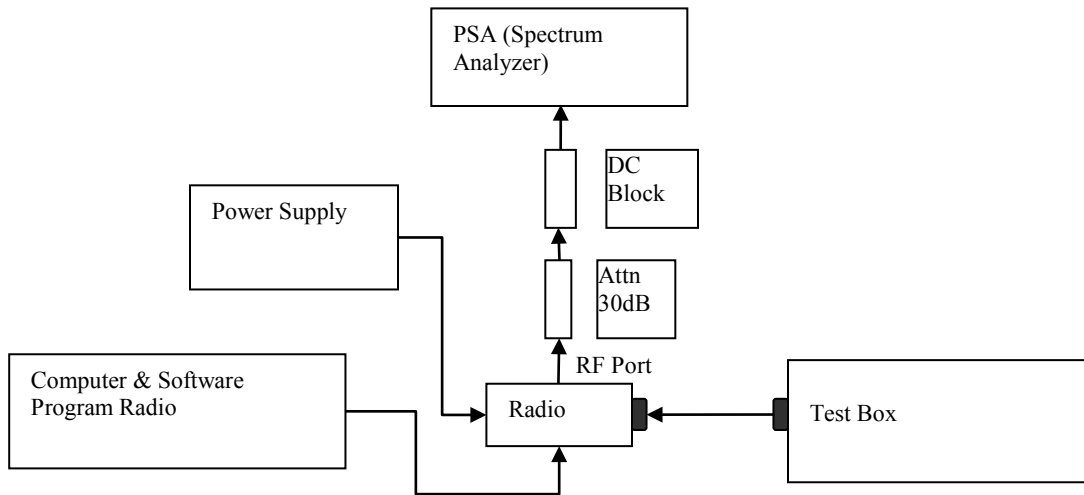 PSA (Spectrum
Analyzer)
DC
Block
Power Supply
Attn
30dB
RF Port
Computer & Software
Program Radio
Radio
Test Box